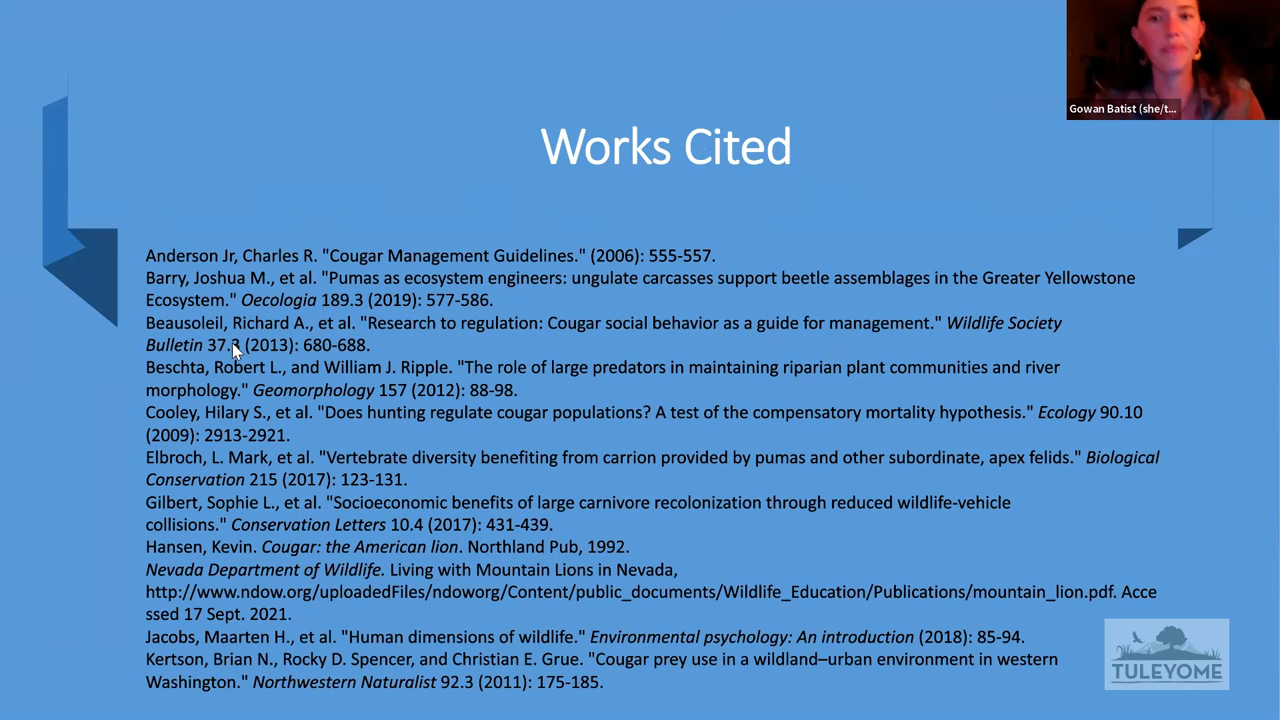 Gowan Batist (she/t...
Works Cited
Anderson Jr, Charles R. "Cougar Management Guidelines." (2006): 555-557.
Barry, Joshua M., et al. "Pumas as ecosystem engineers: ungulate carcasses support beetle assemblages in the Greater Yellowstone
Ecosystem." Oecologia 189.3 (2019): 577-586.
Beausoleil, Richard A., et al. "Research to regulation: Cougar social behavior as a guide for management." Wildlife Society
Bulletin (2013): 680-688.
Beschta, Robert L., and William J. Ripple. "The role of large predators in maintaining riparian plant communities and river
morphology." Geomorphology 157 (2012): 88-98.
Cooley, Hilary S., et al. "Does hunting regulate cougar populations? A test of the compensatory mortality hypothesis." Ecology 90.10
(2009): 2913-2921.
Elbroch, L. Mark, et al. "Vertebrate diversity benefiting from carrion provided by pumas and other subordinate, apex felids." Biological
Conservation 215 (2017): 123-131.
Gilbert, Sophie L., et al. "Socioeconomic benefits of large carnivore recolonization through reduced wildlife-vehicle
collisions." Conservation Letters 10.4 (2017): 431-439.
Hansen, Kevin. Cougar: the American lion. Northland Pub, 1992.
Nevada Department of Wildlife. Living with Mountain Lions in Nevada,
http://www.ndow.org/uploadedFiles/ndoworg/Content/public_documents/Wildlife_Education/Publications/mountain_lion.pdf. Acce
ssed 17 Sept. 2021.
Jacobs, Maarten H., et al. "Human dimensions of wildlife." Environmental psychology: An introduction (2018): 85-94.
Kertson, Brian N., Rocky D. Spencer, and Christian E. Grue. "Cougar prey use in a wildland–urban environment in western
Washington." Northwestern Naturalist 92.3 (2011): 175-185.
TULEYOME